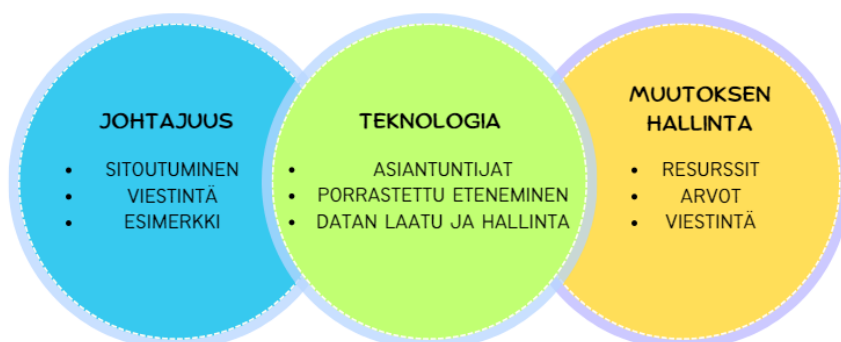 JOHTAJUUS
• SITOUTUMINEN
• VIESTINTÄ
• ESIMERKKI
TEKNOLOGIA
• ASIANTUNTIJAT
• PORRASTETTU ETENEMINEN
• DATAN LAATU JA HALLINTA
MUUTOKSEN
HALLINTA
• RESURSSIT
• ARVOT
• VIESTINTÄ